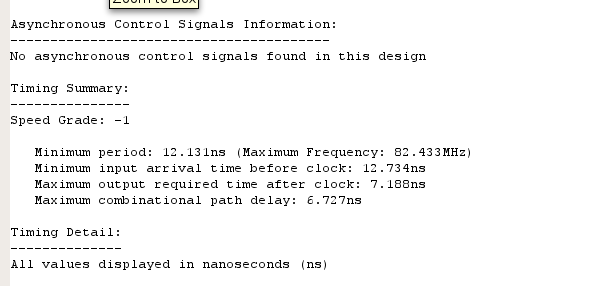 Zoom to Box
Asynchronous Control Signals Information:
----------------------------------------
No asynchronous control signals found in this design
Timing Summary:
---------------
Speed Grade: -1
Minimum period: 12.131ns (Maximum Frequency: 82.433MHz)
Minimum input arrival time before clock: 12.734ns
Maximum output required time after clock: 7.188ns
Maximum combinational path delay: 6.727ns
Timing Detail:
--------------
All values displayed in nanoseconds (ns)